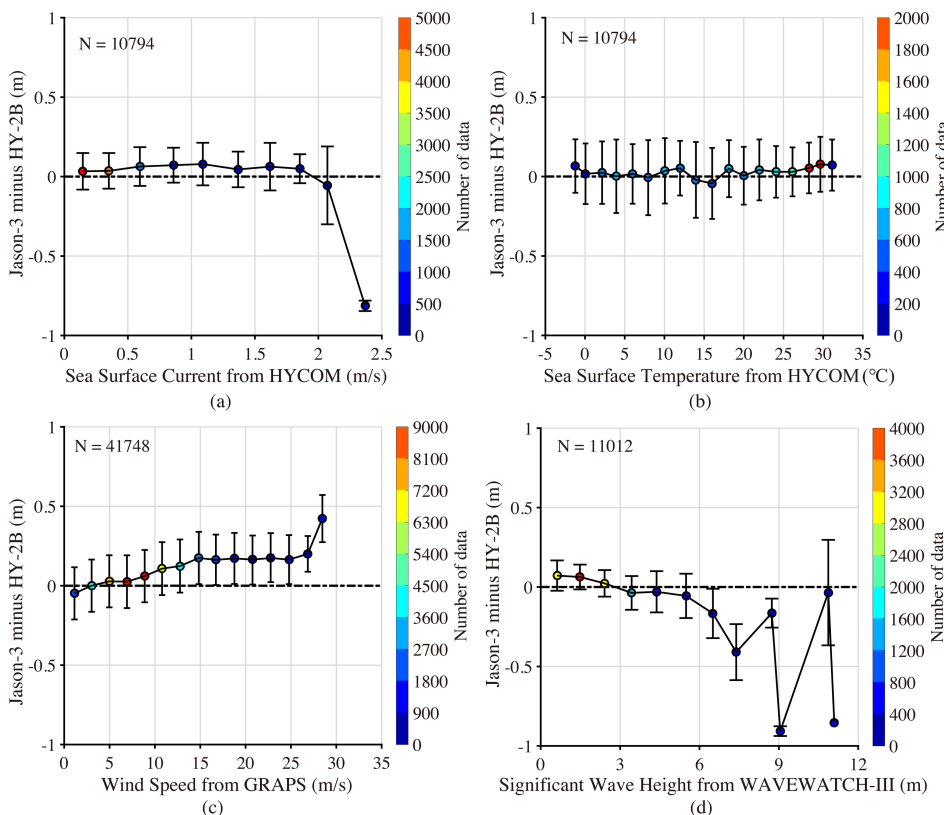 N = 10794
1
0.5
0
-0.5
-1
Jason-3 minus HY-2B (m)
0 0.5 1 1.5 2 2.5
Sea Surface Current from HYCOM (m/s)
5000
4500
4000
3500
3000
2500
2000
1500
1000
500
0
Number of data
(a)
N = 10794
1
0.5
0
-0.5
-1
Jason-3 minus HY-2B (m)
-5 0 5 10 15 20 25 30 35
Sea Surface Temperature from HYCOM (°C)
2000
1800
1600
1400
1200
1000
800
600
400
200
0
Number of data
(b)
N = 41748
1
0.5
0
-0.5
-1
Jason-3 minus HY-2B (m)
0 5 10 15 20 25 30 35
Wind Speed from GRAPS (m/s)
9000
8100
7200
6300
5400
4500
3600
2700
1800
900
0
Number of data
(c)
N = 11012
1
0.5
0
-0.5
-1
Jason-3 minus HY-2B (m)
0 3 6 9 12
Significant Wave Height from WAVEWATCH-III (m)
4000
3600
3200
2800
2400
2000
1600
1200
800
400
0
Number of data
(d)